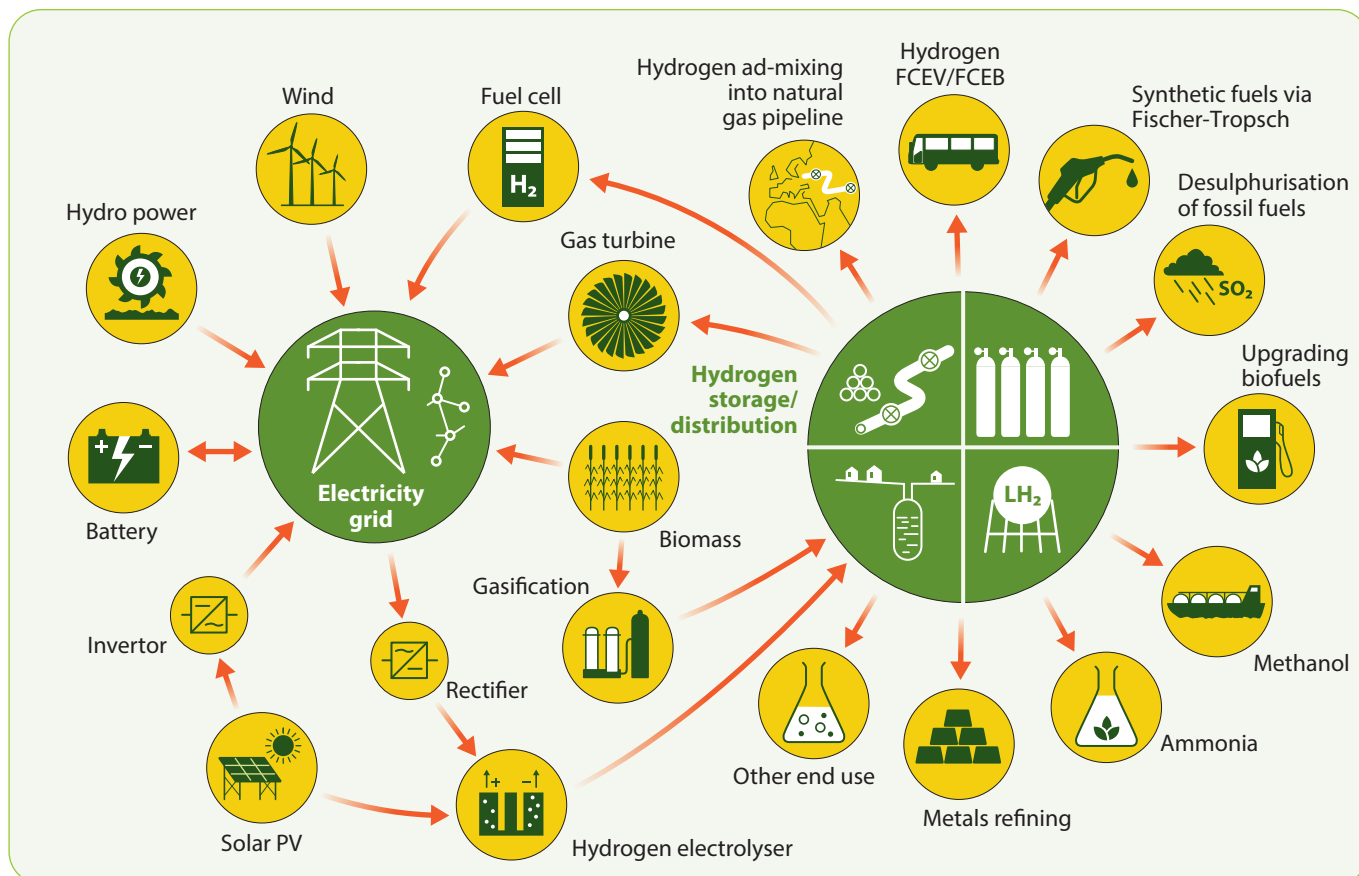 Wind
Fuel cell
Hydrogen ad-mixing
into natural
gas pipeline
Hydrogen
FCEV/FCEB
Synthetic fuels via
Fischer-Tropsch
Hydro power
H₂
Gas turbine
Desulphurisation
of fossil fuels
SO₂
Hydrogen
storage/
distribution
Upgrading
biofuels
+ −
Battery
Electricity
grid
Biomass
LH₂
Gasification
Invertor
Rectifier
Methanol
Solar PV
+ −
Hydrogen electrolyser
Other end use
Metals refining
Ammonia